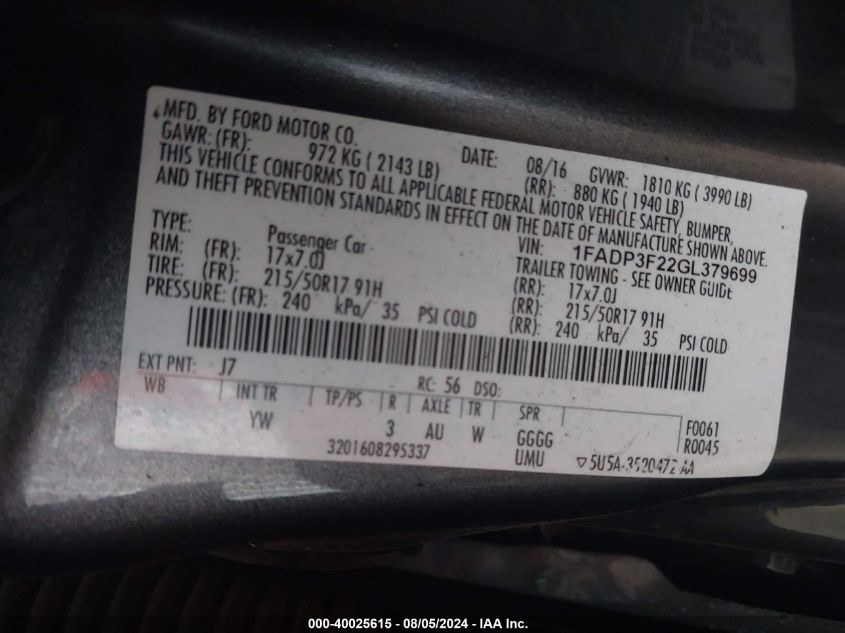 MFD. BY FORD MOTOR CO.
DATE: 08/16 GVWR: 1810 KG ( 3990 LB)
GAWR: (FR): 972 KG ( 2143 LB) (RR): 880 KG ( 1940 LB)
THIS VEHICLE CONFORMS TO ALL APPLICABLE FEDERAL MOTOR VEHICLE SAFETY, BUMPER,
AND THEFT PREVENTION STANDARDS IN EFFECT ON THE DATE OF MANUFACTURE SHOWN ABOVE.
VIN: 1FADP3F22GL379699
TYPE: Passenger Car TRAILER TOWING - SEE OWNER GUIDE
RIM: (FR): 17x7.0J (RR): 17x7.0J
TIRE: (FR): 215/50R17 91H (RR): 215/50R17 91H
PRESSURE: (FR): 240 kPa/ 35 PSI COLD (RR): 240 kPa/ 35 PSI COLD
EXT PNT: J7 RC: 56 DSO:
WB INT TR TP/PS R AXLE TR SPR
YW 3 AU W GGGG
UMU
F0061
R0045
3201608295337
▽5U5A-3520472-AA
000-40025615 - 08/05/2024 - IAA Inc.